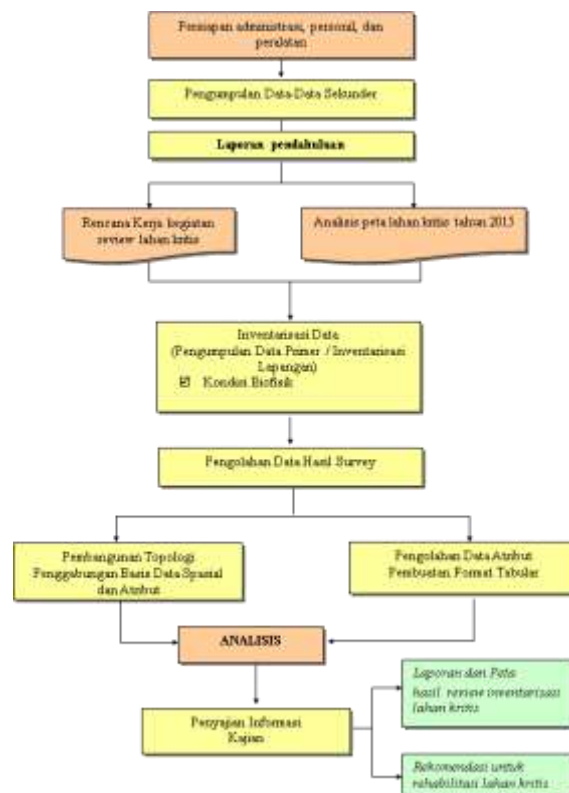 Persiapan administrasi, personil, dan
peralatan
Pengumpulan Data-Data Sekunder
Laporan pendahuluan
Rencana Kerja kegiatan
review lahan kritis
Analisis peta lahan kritis tahun 2013
Inventarisasi Data
(Pengumpulan Data Primer / Inventarisasi
Lapangan)
☑ Kondisi Biofisik
Pengolahan Data Hasil Survey
Pembangunan Topologi
Penggabungan Basis Data Spasial
dan Atribut
Pengolahan Data Atribut
Pembuatan Format Tabular
ANALISIS
Penyajian Informasi
Kajian
Laporan dan Peta
hasil review inventarisasi
lahan kritis
Rekomendasi untuk
rehabilitasi lahan kritis